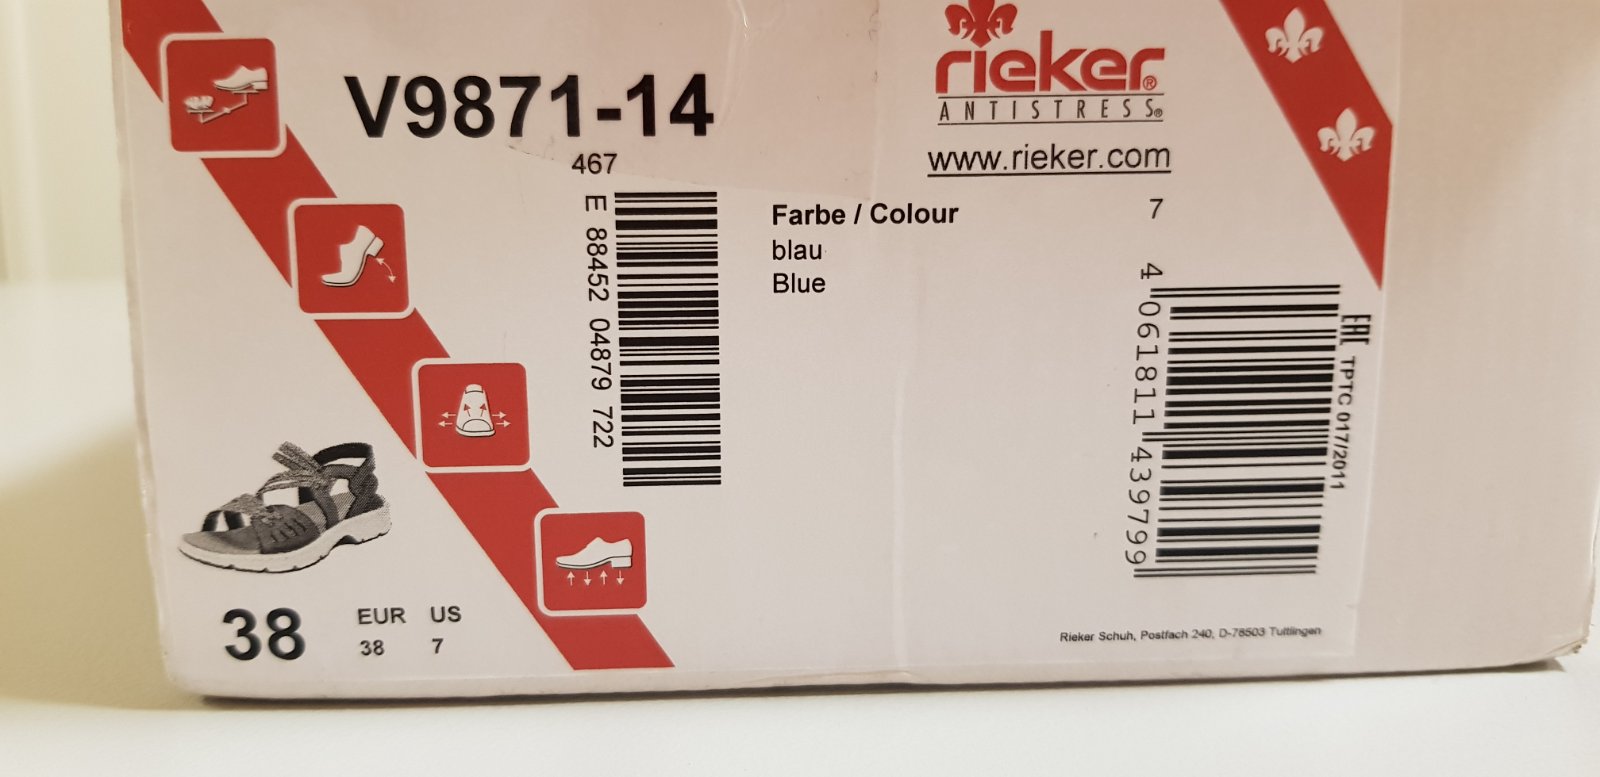 V9871-14
467
E 88452 04879 722
38
EUR US
38 7
rieker®
ANTISTRESS®
www.rieker.com
Farbe / Colour
blau
Blue
7
4 061811 439799
EAC TPTC 017/2011
Rieker Schuh, Postfach 240, D-78503 Tuttlingen